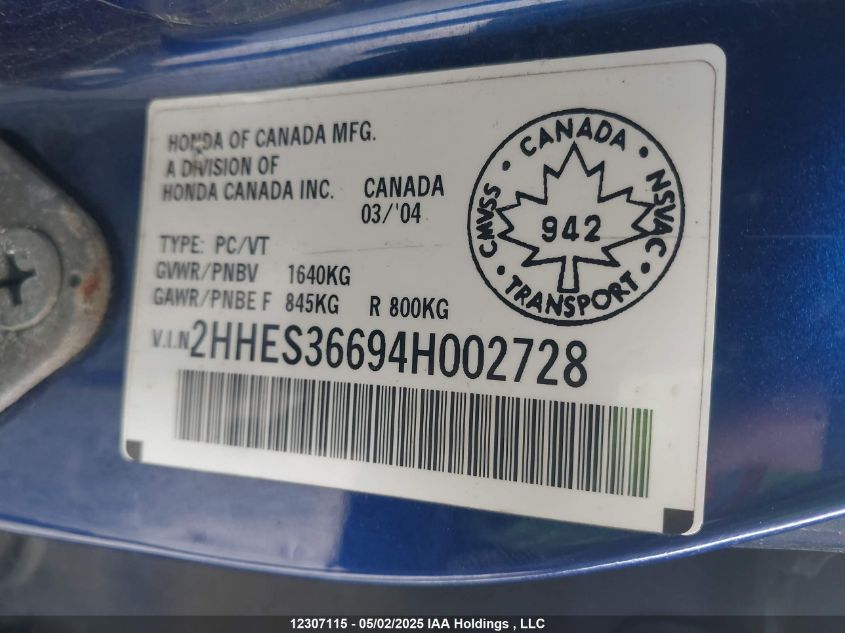 HONDA OF CANADA MFG.
A DIVISION OF
HONDA CANADA INC.
CANADA
03/'04
TYPE: PC/VT
GVWR/PNBV 1640KG
GAWR/PNBE F 845KG R 800KG
V.I.N. 2HHES36694H002728
CANADA
CMVSS · NSVAC
942
TRANSPORT
12307115 - 05/02/2025 IAA Holdings , LLC